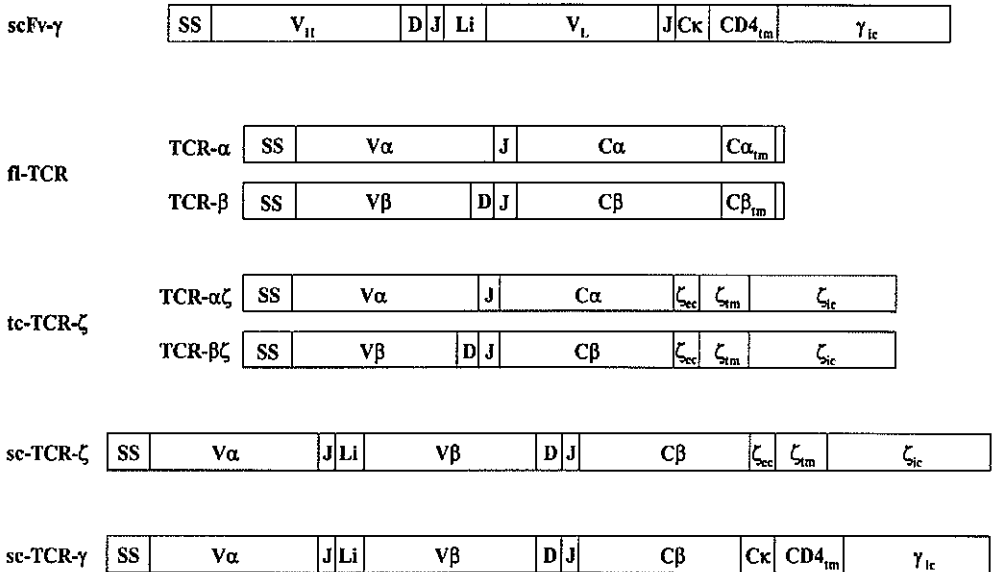 scFv-γ SS V_H D J Li V_L J Cκ CD4_tm γ_ic
TCR-α SS Vα J Cα Cα_tm
fl-TCR
TCR-β SS Vβ D J Cβ Cβ_tm
TCR-αζ SS Vα J Cα ζ_ec ζ_tm ζ_ic
tc-TCR-ζ
TCR-βζ SS Vβ D J Cβ ζ_ec ζ_tm ζ_ic
sc-TCR-ζ SS Vα J Li Vβ D J Cβ ζ_ec ζ_tm ζ_ic
sc-TCR-γ SS Vα J Li Vβ D J Cβ Cκ CD4_tm γ_ic